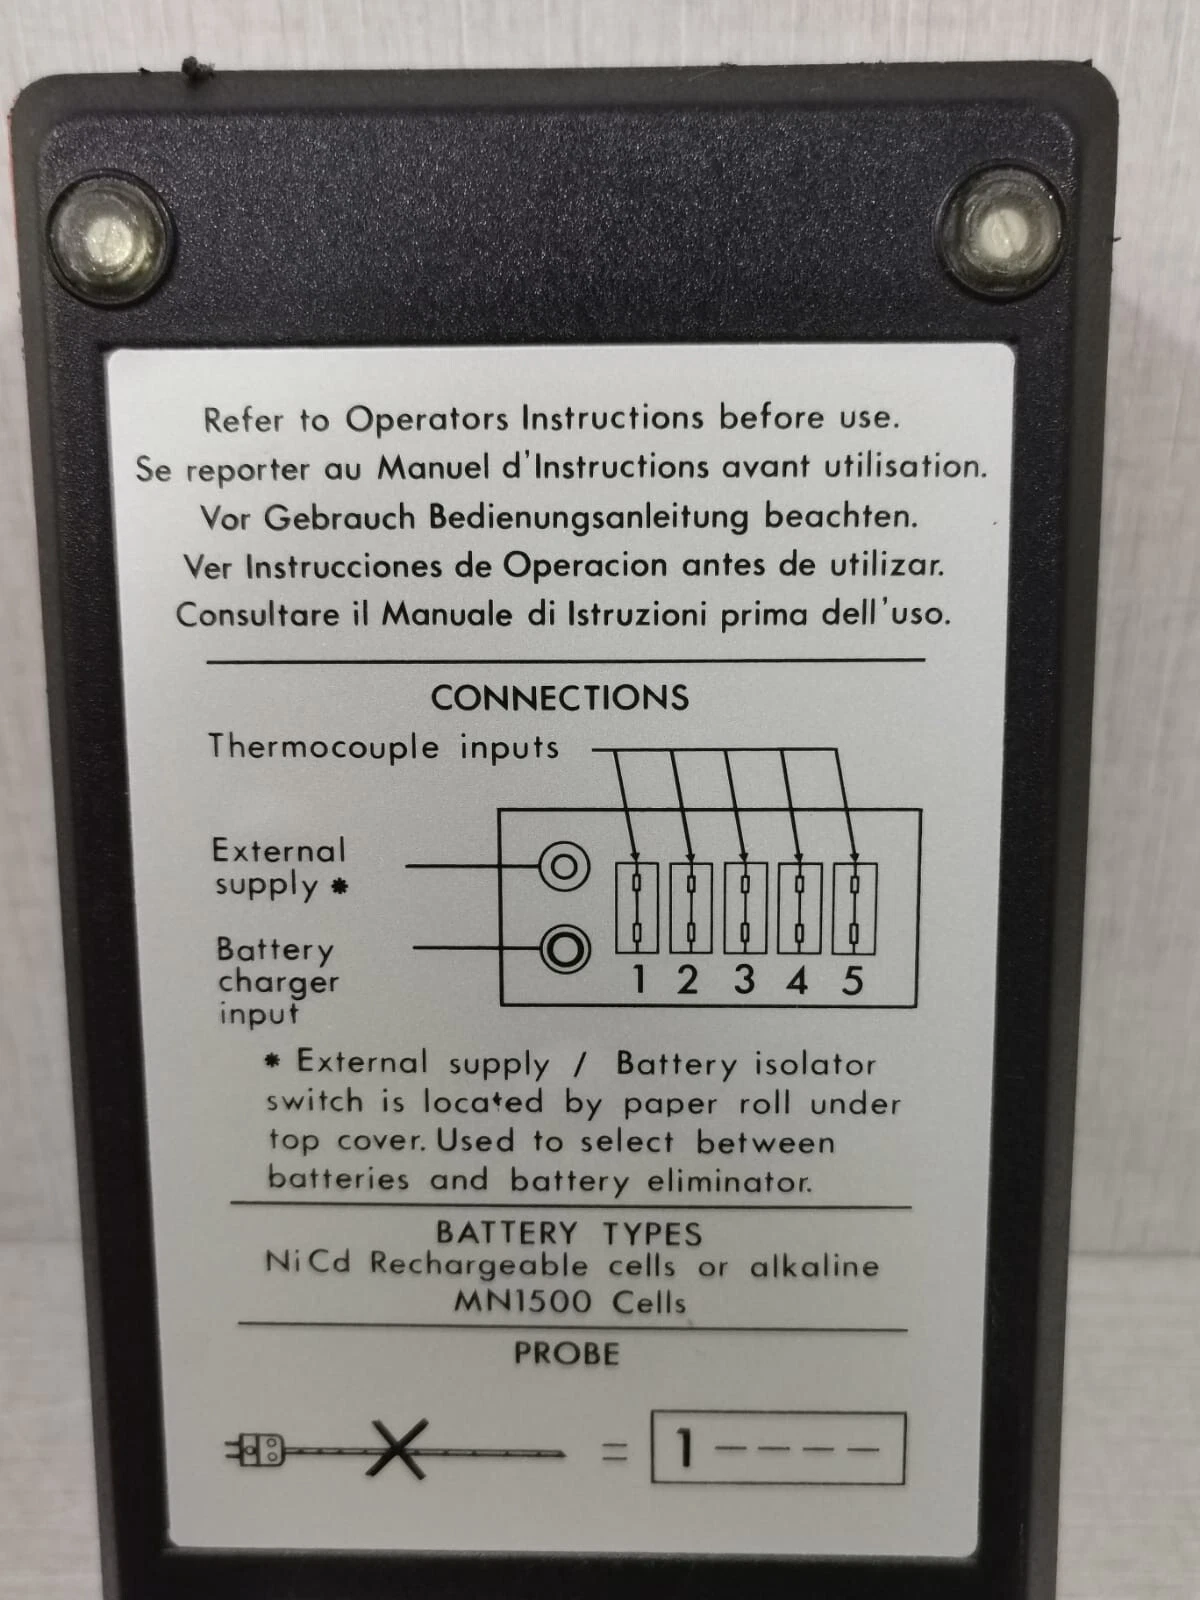 Refer to Operators Instructions before use.
Se reporter au Manuel d'Instructions avant utilisation.
Vor Gebrauch Bedienungsanleitung beachten.
Ver Instrucciones de Operacion antes de utilizar.
Consultare il Manuale di Istruzioni prima dell'uso.
CONNECTIONS
Thermocouple inputs
External
supply *
Battery
charger
input
1 2 3 4 5
* External supply / Battery isolator
switch is located by paper roll under
top cover. Used to select between
batteries and battery eliminator.
BATTERY TYPES
NiCd Rechargeable cells or alkaline
MN1500 Cells
PROBE
= 1 – – – –